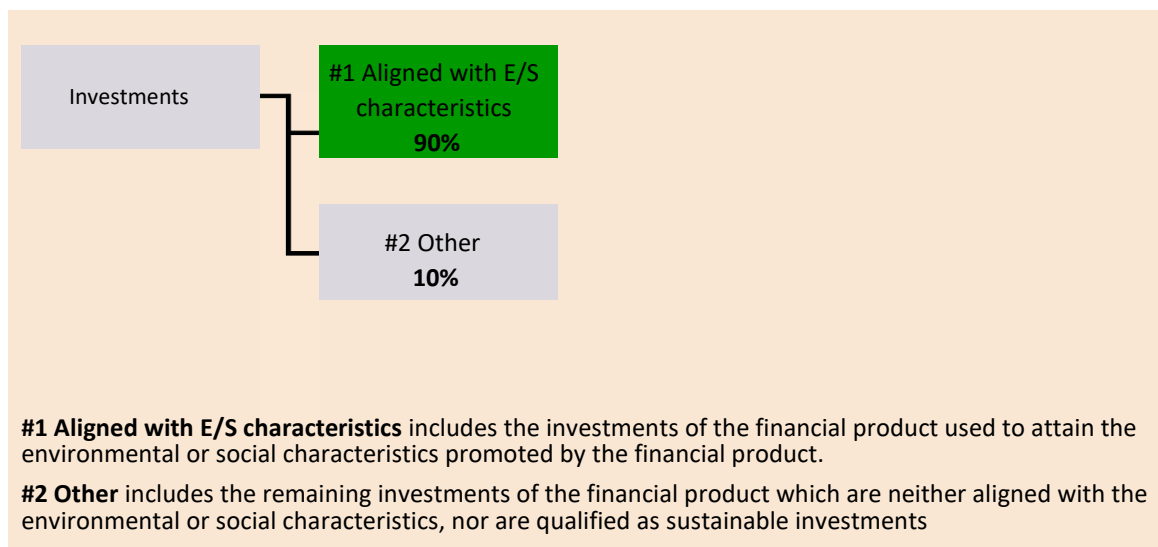 Investments
#1 Aligned with E/S
characteristics
90%
#2 Other
10%
#1 Aligned with E/S characteristics includes the investments of the financial product used to attain the
environmental or social characteristics promoted by the financial product.
#2 Other includes the remaining investments of the financial product which are neither aligned with the
environmental or social characteristics, nor are qualified as sustainable investments